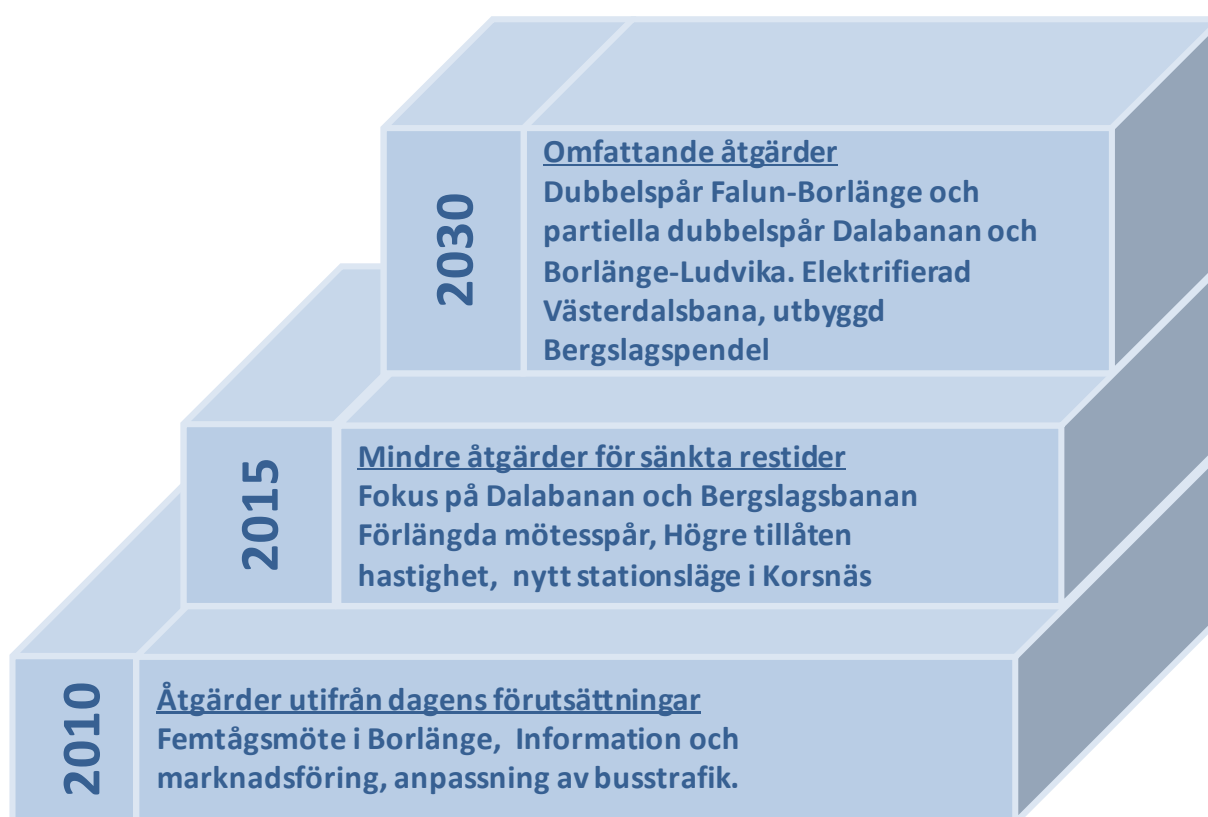 2030
Omfattande åtgärder
Dubbelspår Falun-Borlänge och
partiella dubbelspår Dalabanan och
Borlänge-Ludvika. Elektrifierad
Västerdalsbana, utbyggd
Bergslagspendel
2015
Mindre åtgärder för sänkta restider
Fokus på Dalabanan och Bergslagsbanan
Förlängda mötesspår, Högre tillåten
hastighet, nytt stationsläge i Korsnäs
2010
Åtgärder utifrån dagens förutsättningar
Femtågsmöte i Borlänge, Information och
marknadsföring, anpassning av busstrafik.